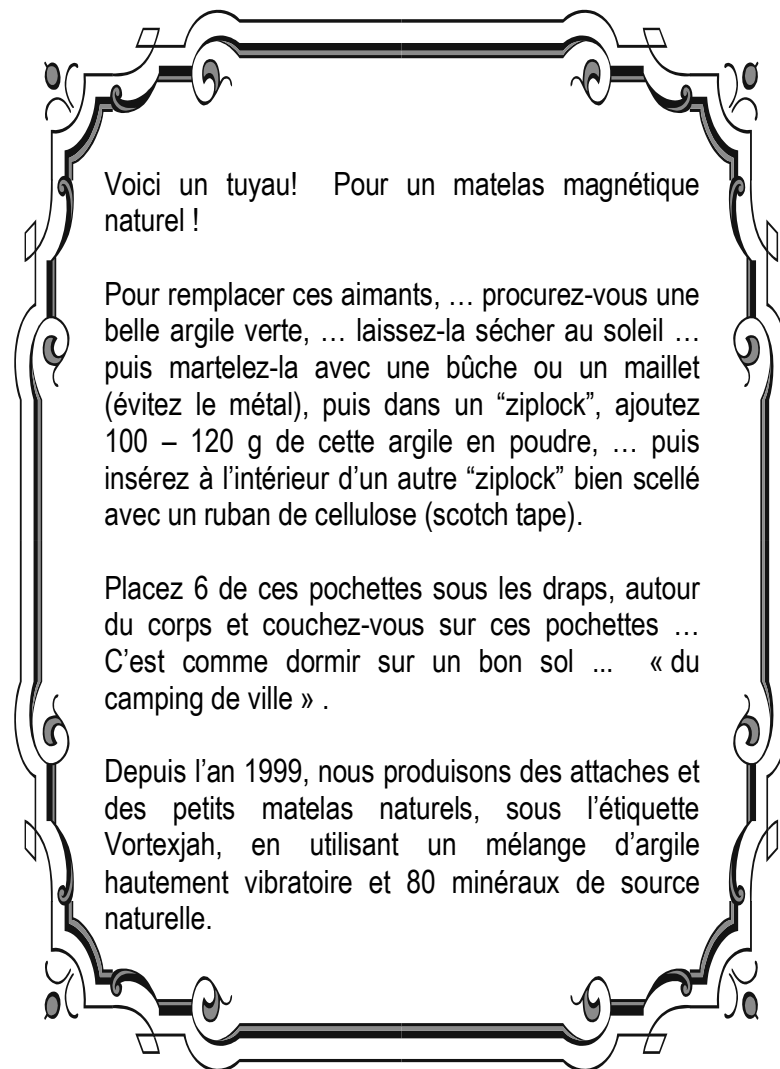 Voici un tuyau! Pour un matelas magnétique
naturel !
Pour remplacer ces aimants, … procurez-vous une
belle argile verte, … laissez-la sécher au soleil …
puis martelez-la avec une bûche ou un maillet
(évitez le métal), puis dans un “ziplock”, ajoutez
100 – 120 g de cette argile en poudre, … puis
insérez à l’intérieur d’un autre “ziplock” bien scellé
avec un ruban de cellulose (scotch tape).
Placez 6 de ces pochettes sous les draps, autour
du corps et couchez-vous sur ces pochettes …
C’est comme dormir sur un bon sol ... « du
camping de ville » .
Depuis l’an 1999, nous produisons des attaches et
des petits matelas naturels, sous l’étiquette
Vortexjah, en utilisant un mélange d’argile
hautement vibratoire et 80 minéraux de source
naturelle.